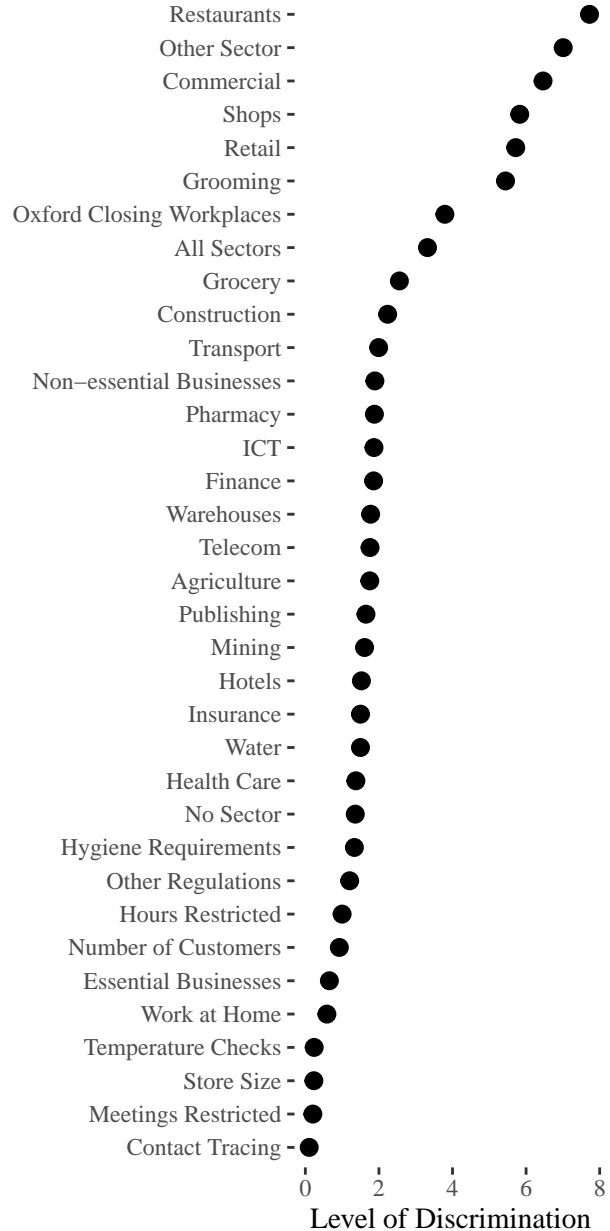 Restaurants
Other Sector
Commercial
Shops
Retail
Grooming
Oxford Closing Workplaces
All Sectors
Grocery
Construction
Transport
Non−essential Businesses
Pharmacy
ICT
Finance
Warehouses
Telecom
Agriculture
Publishing
Mining
Hotels
Insurance
Water
Health Care
No Sector
Hygiene Requirements
Other Regulations
Hours Restricted
Number of Customers
Essential Businesses
Work at Home
Temperature Checks
Store Size
Meetings Restricted
Contact Tracing
0 2 4 6 8
Level of Discrimination